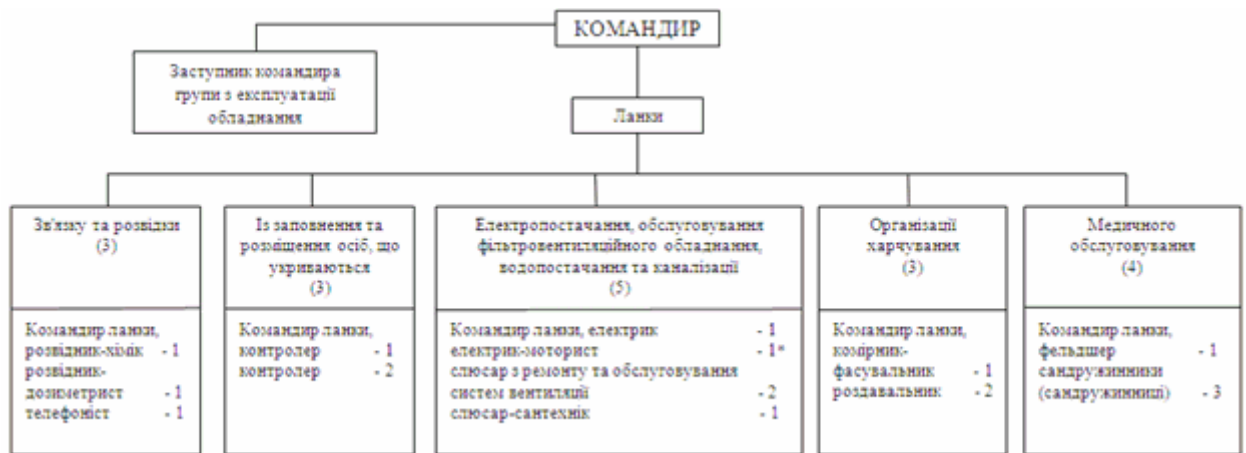 КОМАНДИР
Заступник командира
групи з експлуатації
обладнання
Ланки
Зв'язку та розвідки
(3)
Командир ланки,
розвідник-хімік - 1
розвідник-
дозиметрист - 1
телефоніст - 1
Із заповнення та
розміщення осіб, що
укриваються
(3)
Командир ланки,
контролер - 1
контролер - 2
Електропостачання, обслуговування
фільтровентиляційного обладнання,
водопостачання та каналізації
(5)
Командир ланки, електрик - 1
електрик-моторист - 1*
слюсар з ремонту та обслуговування
систем вентиляції - 2
слюсар-сантехнік - 1
Організації
харчування
(3)
Командир ланки,
комірник-
фасувальник - 1
роздавальник - 2
Медичного
обслуговування
(4)
Командир ланки,
фельдшер - 1
сандружинники
(сандружинниці) - 3